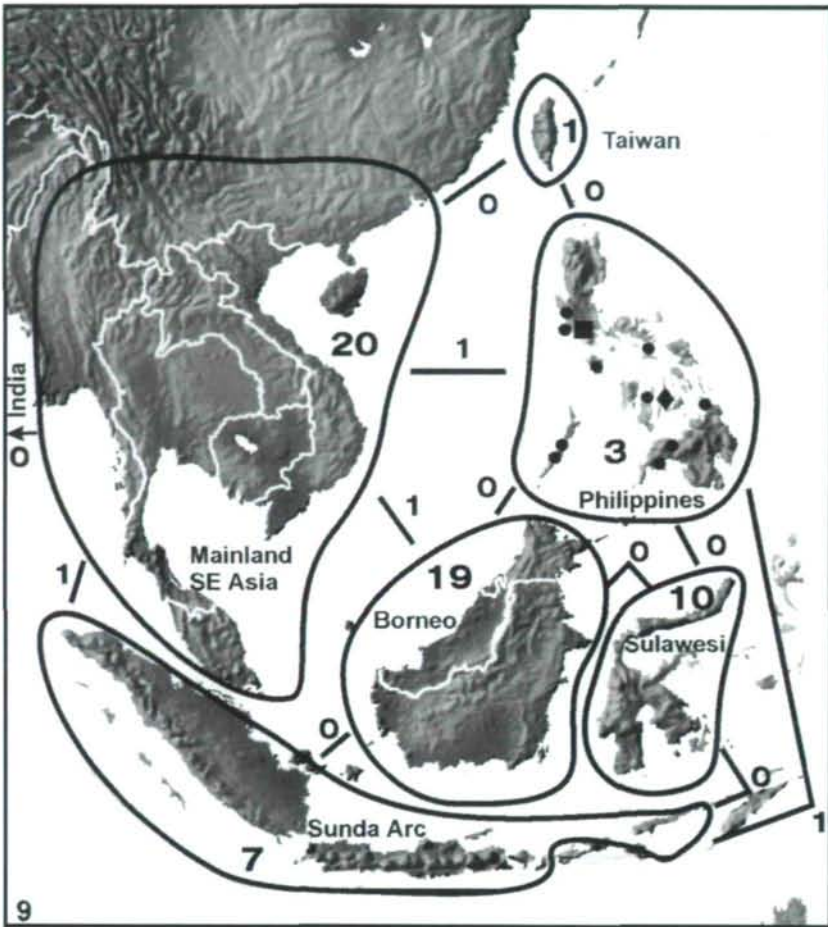 1
Taiwan
0
0
20
1
India
0
3
Philippines
1
0
Mainland
SE Asia
1
19
Borneo
0
0
10
Sulawesi
0
0
Sunda Arc
7
1
9